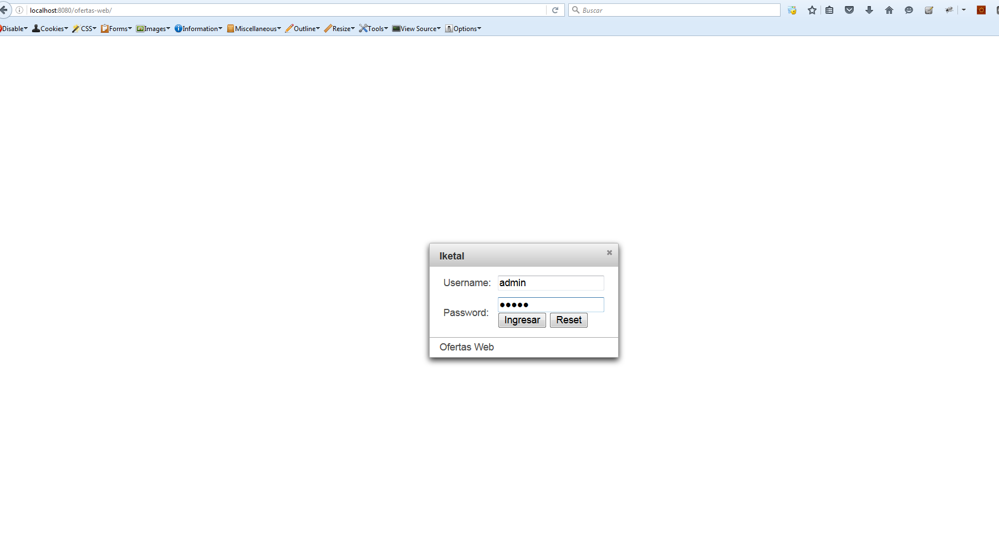 localhost:8080/ofertas-web/ Buscar
Disable Cookies CSS Forms Images Information Miscellaneous Outline Resize Tools View Source Options
Iketal
Username: admin
Password: •••••
Ingresar Reset
Ofertas Web